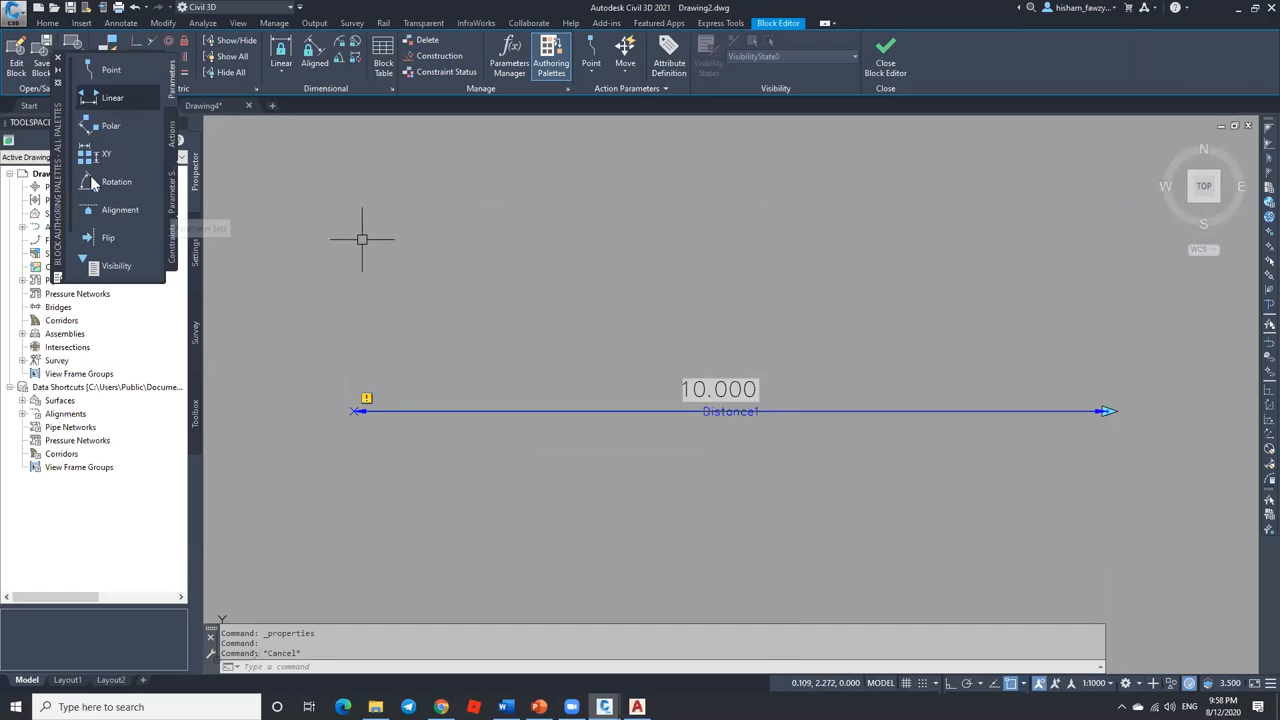 Civil 3D
Autodesk Civil 3D 2021 Drawing2.dwg
hisham_fawzy...
C3D
Home Insert Annotate Modify Analyze View Manage Output Survey Rail Transparent InfraWorks Collaborate Help Add-ins Featured Apps Express Tools Block Editor
Edit Block
Show/Hide
Show All
Hide All
Linear
Aligned
Block Table
Delete
Construction
Constraint Status
Parameters Manager
Authoring Palettes
Point
Move
Attribute Definition
Visibility States
VisibilityState0
Close Block Editor
Dimensional
Manage
Action Parameters
Visibility
Close
Start
Drawing4*
Active Drawing
Point
Linear
Polar
XY
Rotation
Alignment
Flip
Visibility
BLOCK AUTHORING PALETTES - ALL PALETTES
Parameters
Actions
Parameter S...
Constraints
Prospector
Settings
Survey
Toolbox
Pressure Networks
Bridges
Corridors
Assemblies
Intersections
Survey
View Frame Groups
Data Shortcuts [C:\Users\Public\Docume...
Surfaces
Alignments
Pipe Networks
Pressure Networks
Corridors
View Frame Groups
N
W TOP E
S
WCS
10.000
Distance1
Y
Command: _properties
Command:
Command: *Cancel*
Type a command
Model Layout1 Layout2
0.109, 2.272, 0.000 MODEL
1:1000
3.500
Type here to search
ENG
9:58 PM
8/12/2020